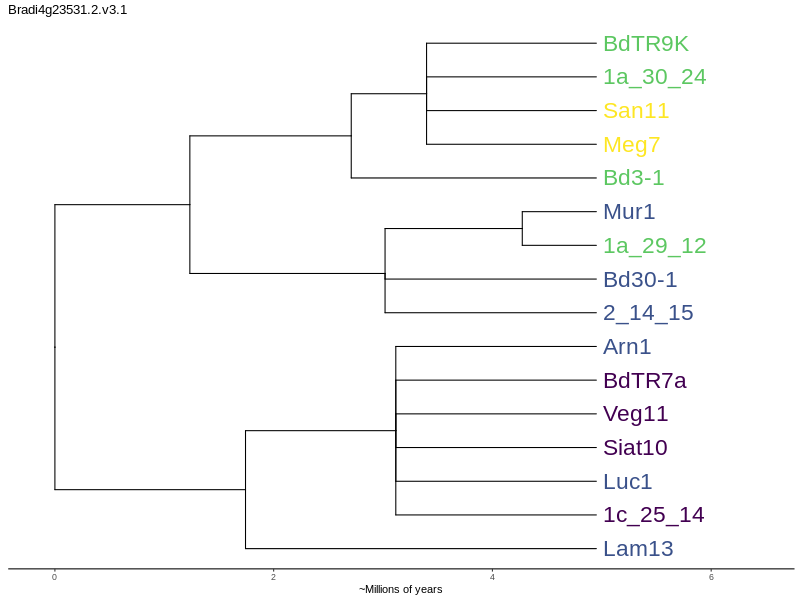 Bradi4g23531.2.v3.1
BdTR9K
1a_30_24
San11
Meg7
Bd3-1
Mur1
1a_29_12
Bd30-1
2_14_15
Arn1
BdTR7a
Veg11
Siat10
Luc1
1c_25_14
Lam13
0 2 4 6
~Millions of years